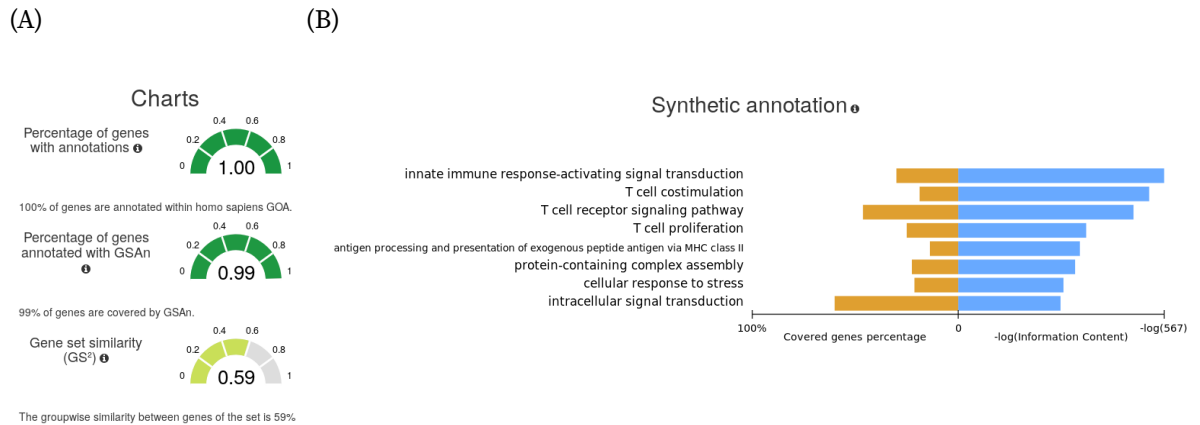 (A)
(B)
Charts
Percentage of genes
with annotations
0
0.2
0.4
0.6
0.8
1
1.00
100% of genes are annotated within homo sapiens GOA.
Percentage of genes
annotated with GSAn
0
0.2
0.4
0.6
0.8
1
0.99
99% of genes are covered by GSAn.
Gene set similarity
(GS²)
0
0.2
0.4
0.6
0.8
1
0.59
The groupwise similarity between genes of the set is 59%
Synthetic annotation
innate immune response-activating signal transduction
T cell costimulation
T cell receptor signaling pathway
T cell proliferation
antigen processing and presentation of exogenous peptide antigen via MHC class II
protein-containing complex assembly
cellular response to stress
intracellular signal transduction
100%
0
-log(567)
Covered genes percentage
-log(Information Content)